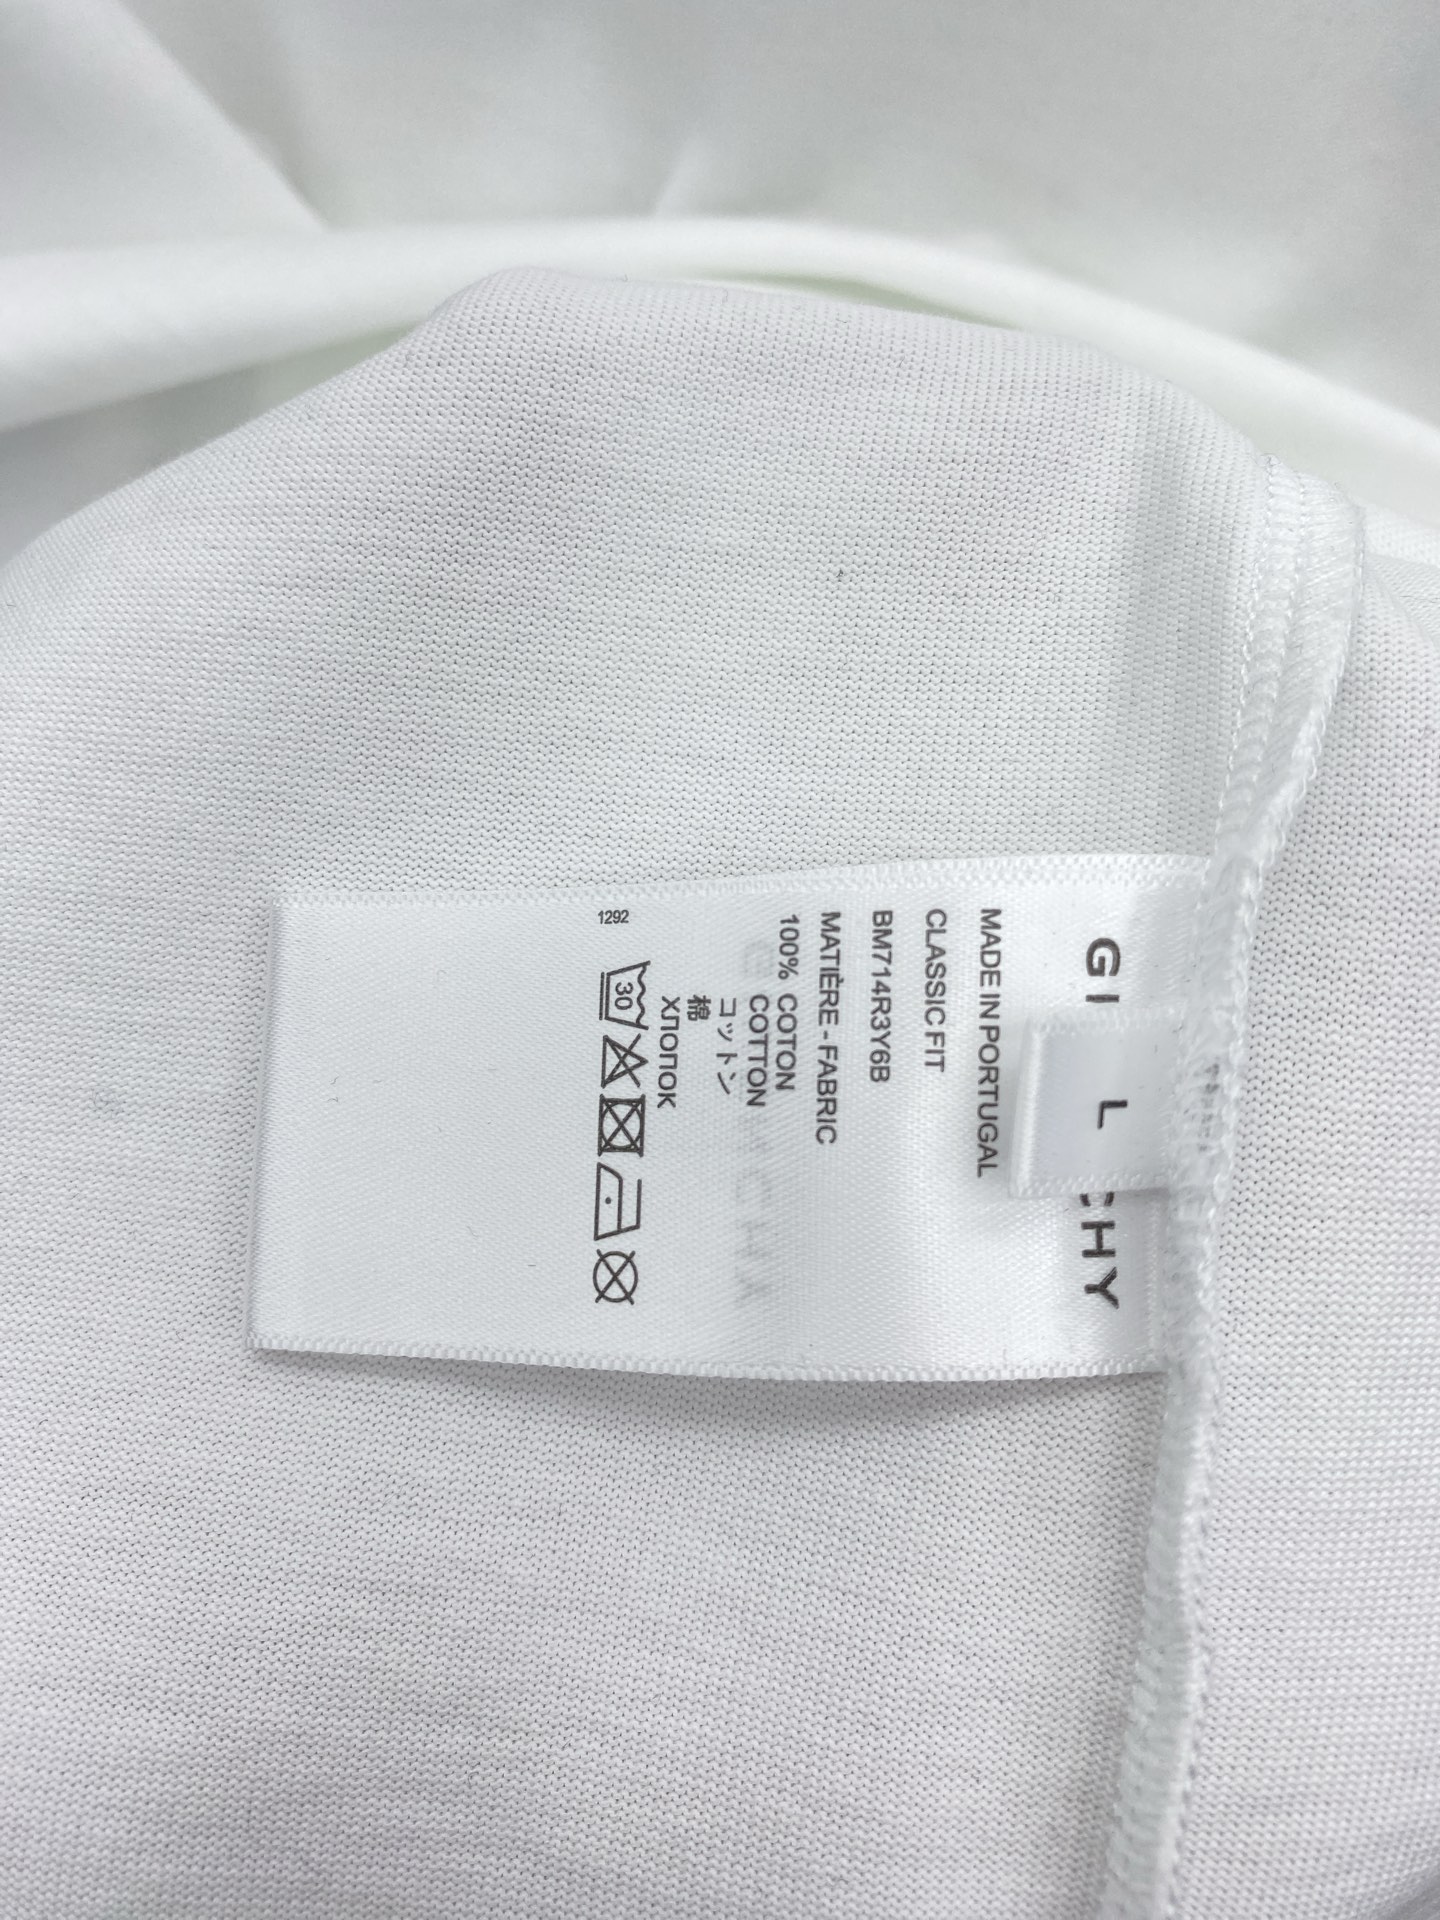 GI CHY
L
MADE IN PORTUGAL
CLASSIC FIT
BM714R3Y6B
MATIÈRE - FABRIC
100% COTON
COTTON
コットン
棉
ХЛОПОК
30
1292